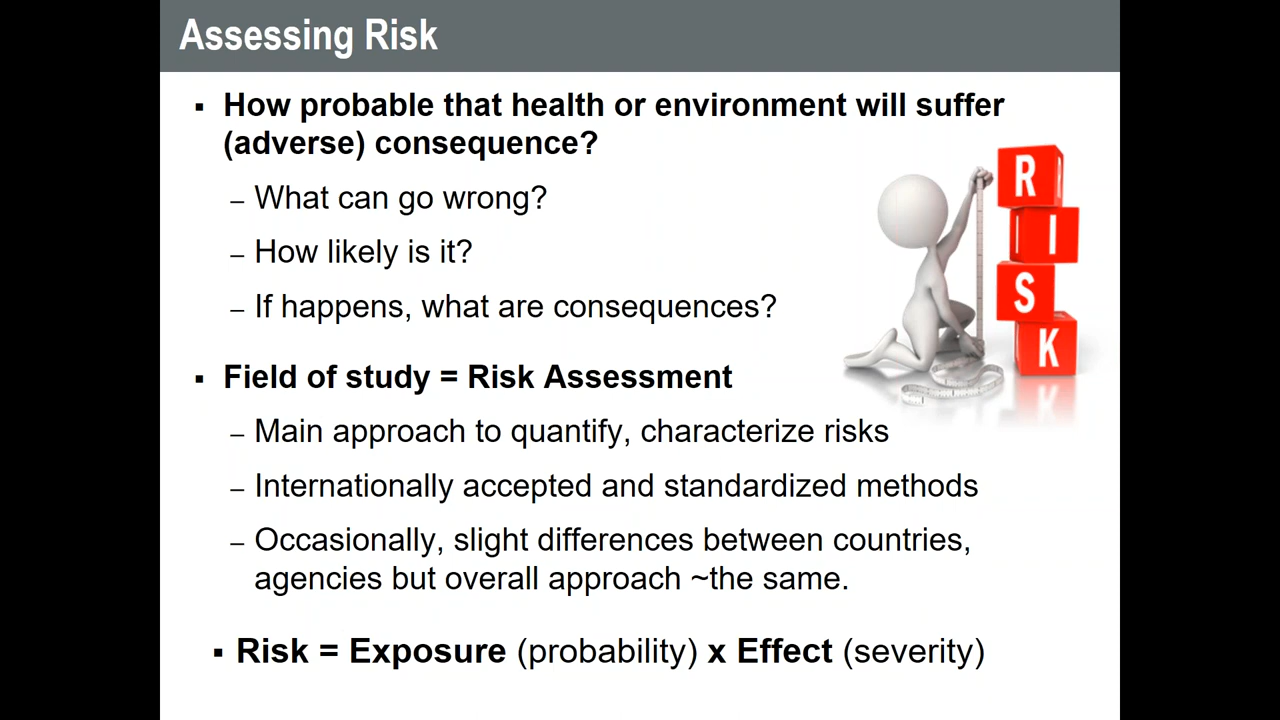 Assessing Risk
▪ How probable that health or environment will suffer
(adverse) consequence?
– What can go wrong?
– How likely is it?
– If happens, what are consequences?
R
I
S
K
▪ Field of study = Risk Assessment
– Main approach to quantify, characterize risks
– Internationally accepted and standardized methods
– Occasionally, slight differences between countries,
agencies but overall approach ~the same.
▪ Risk = Exposure (probability) x Effect (severity)